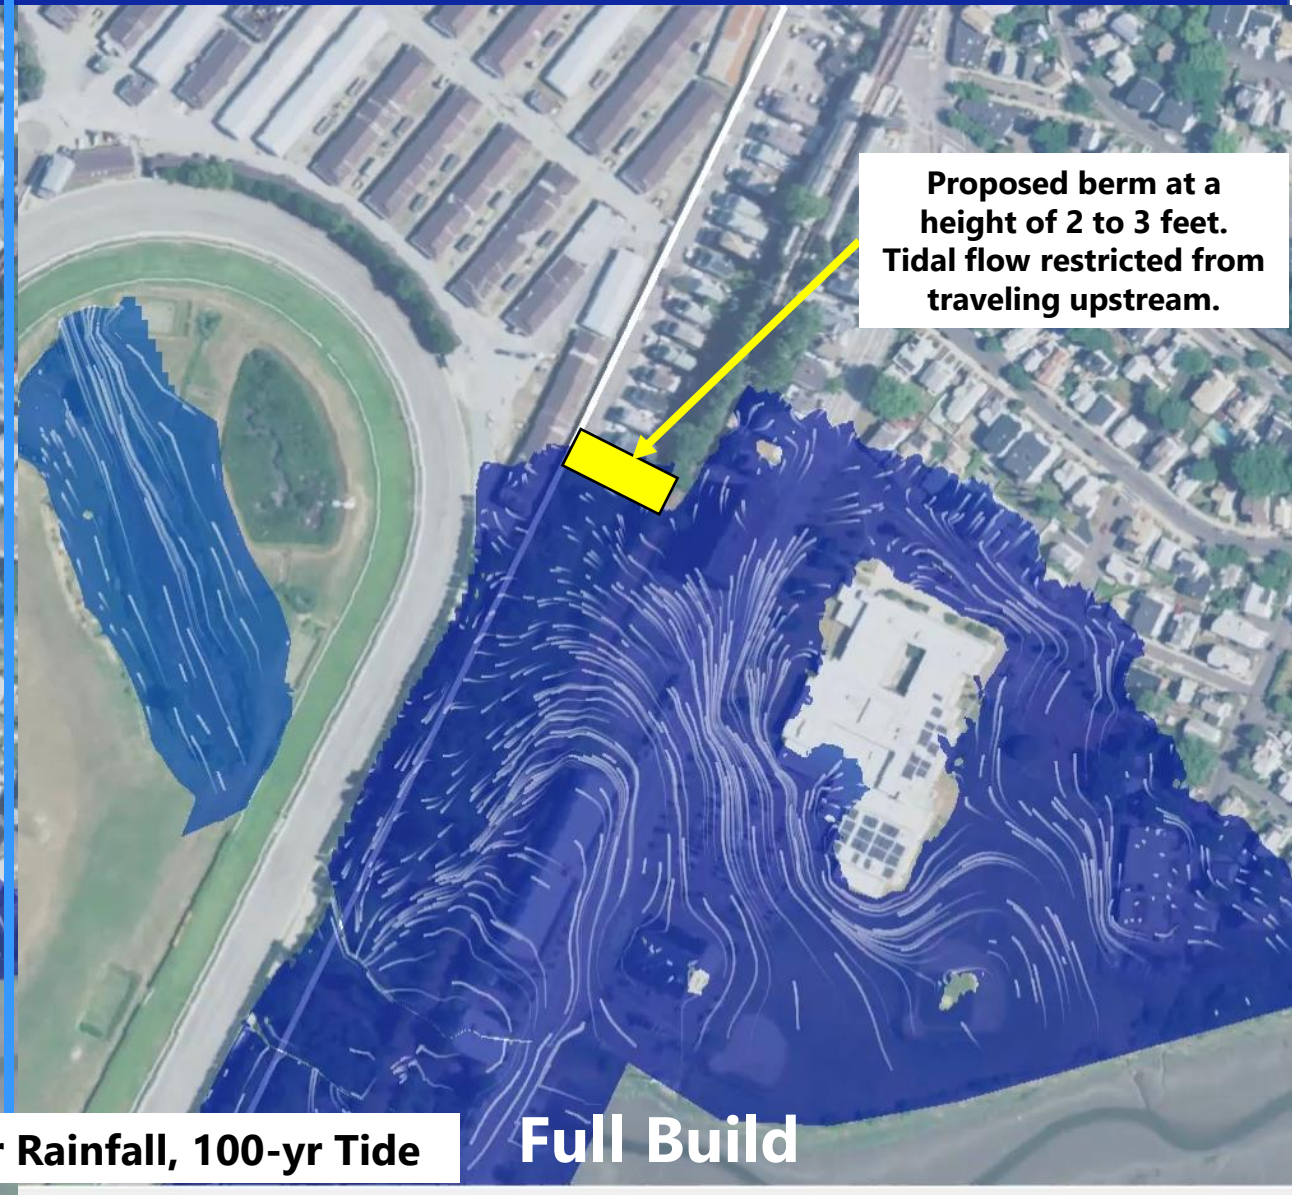 Proposed berm at a
height of 2 to 3 feet.
Tidal flow restricted from
traveling upstream.
Full Build
Rainfall, 100-yr Tide